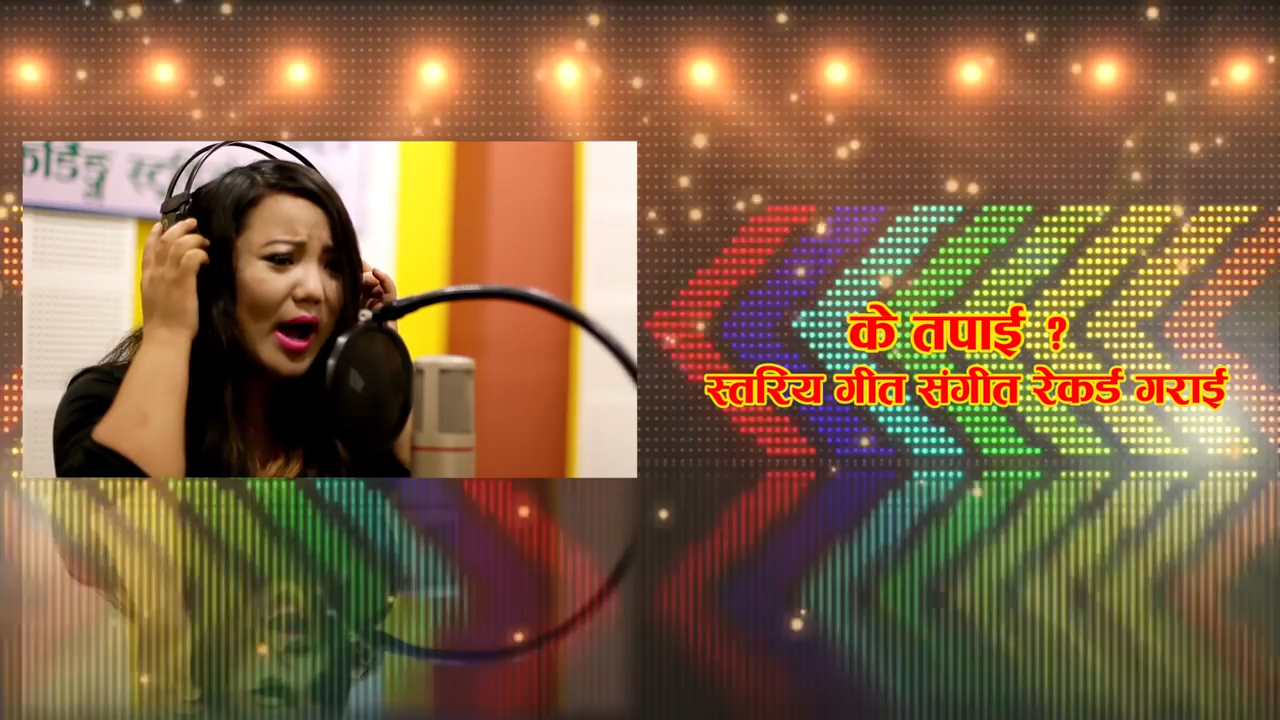 के तपाई ?
स्तरिय गीत संगीत रेकर्ड गराई